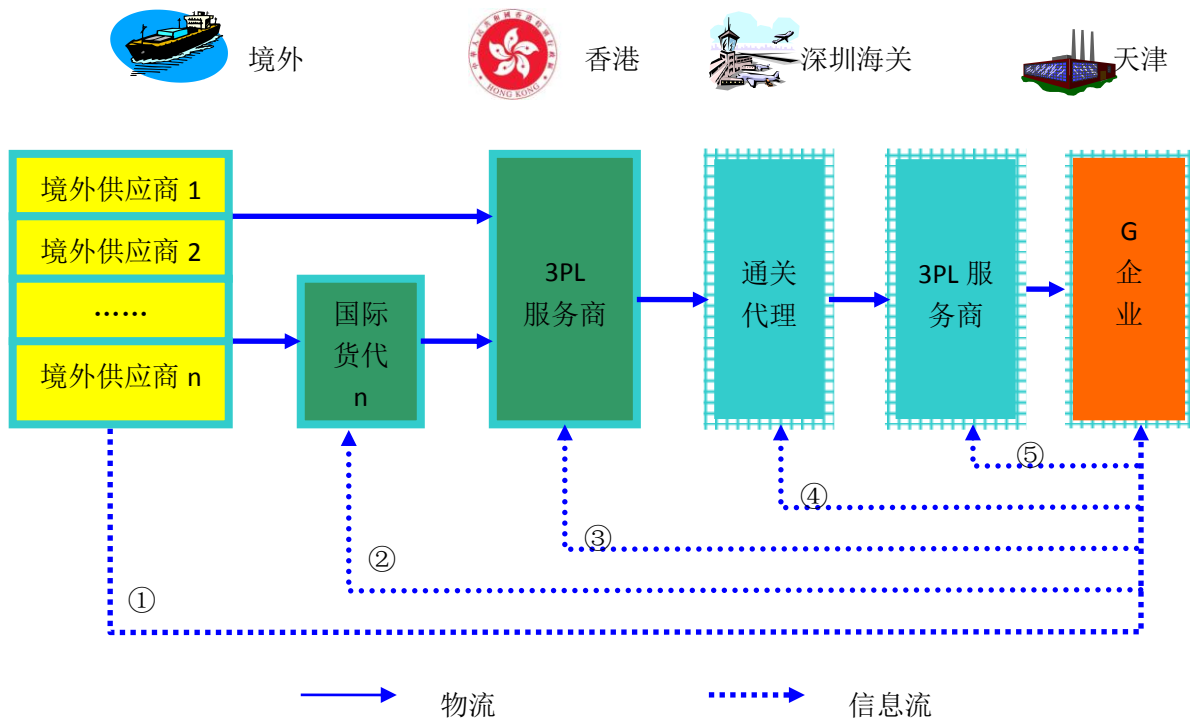 境外
香港
深圳海关
天津
HONG KONG
境外供应商 1
境外供应商 2
……
境外供应商 n
国际
货代
n
3PL
服务商
通关
代理
3PL 服
务商
G
企
业
①
②
③
④
⑤
物流
信息流